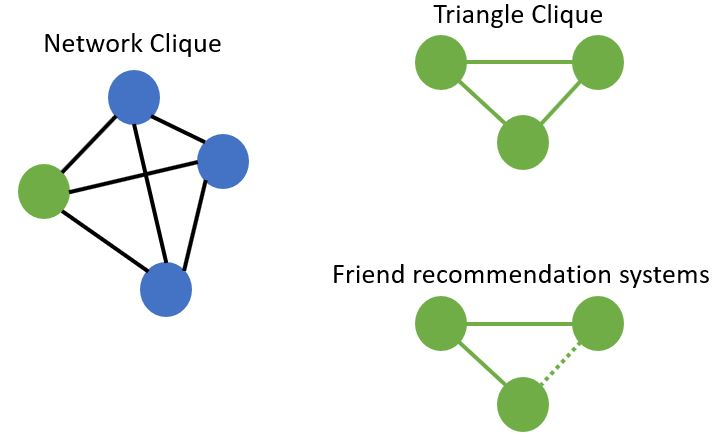 Network Clique
Triangle Clique
Friend recommendation systems